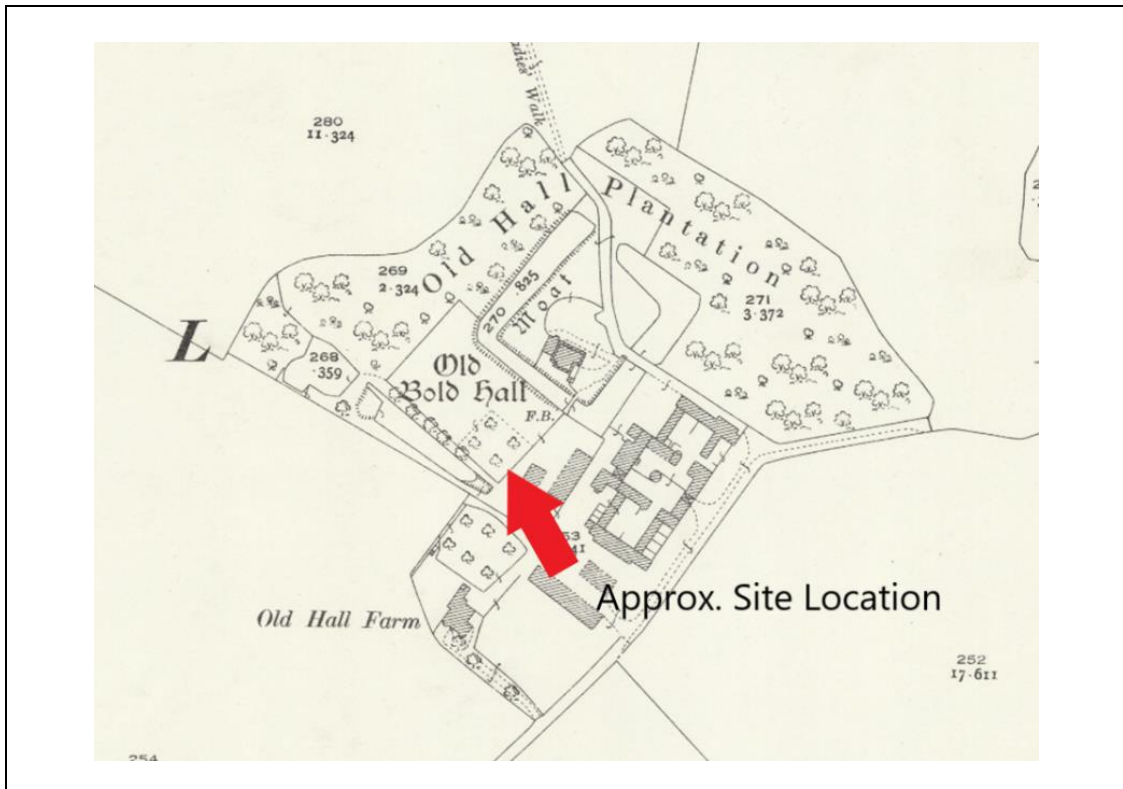 adies Walk
280
11·324
Old Hall Plantation
269
2·324
270
·825
Moat
271
3·372
L
268
·359
Old
Bold Hall
F.B.
Approx. Site Location
Old Hall Farm
252
17·611
254